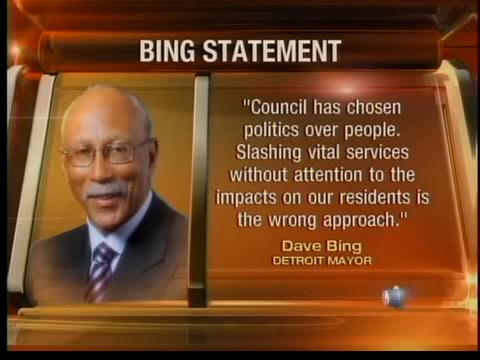 BING STATEMENT
"Council has chosen
politics over people.
Slashing vital services
without attention to the
impacts on our residents is
the wrong approach."
Dave Bing
DETROIT MAYOR